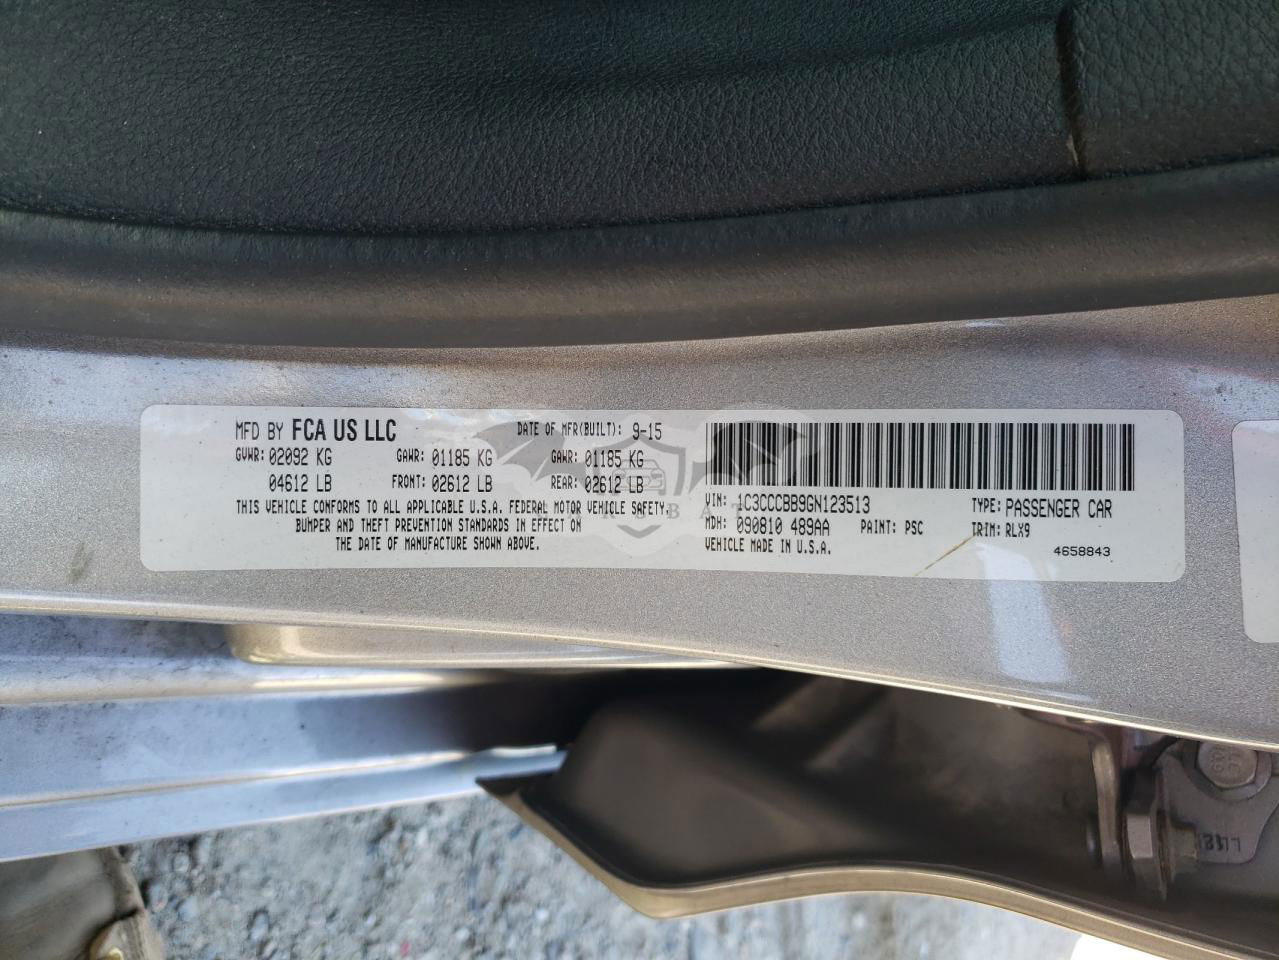 MFD BY FCA US LLC DATE OF MFR(BUILT): 9-15
GVWR: 02092 KG GAWR: 01185 KG GAWR: 01185 KG
04612 LB FRONT: 02612 LB REAR: 02612 LB
THIS VEHICLE CONFORMS TO ALL APPLICABLE U.S.A. FEDERAL MOTOR VEHICLE SAFETY,
BUMPER AND THEFT PREVENTION STANDARDS IN EFFECT ON
THE DATE OF MANUFACTURE SHOWN ABOVE.
VIN: 1C3CCCBB9GN123513 TYPE: PASSENGER CAR
MDH: 090810 489AA PAINT: PSC TRIM: RLX9
VEHICLE MADE IN U.S.A. 4658843